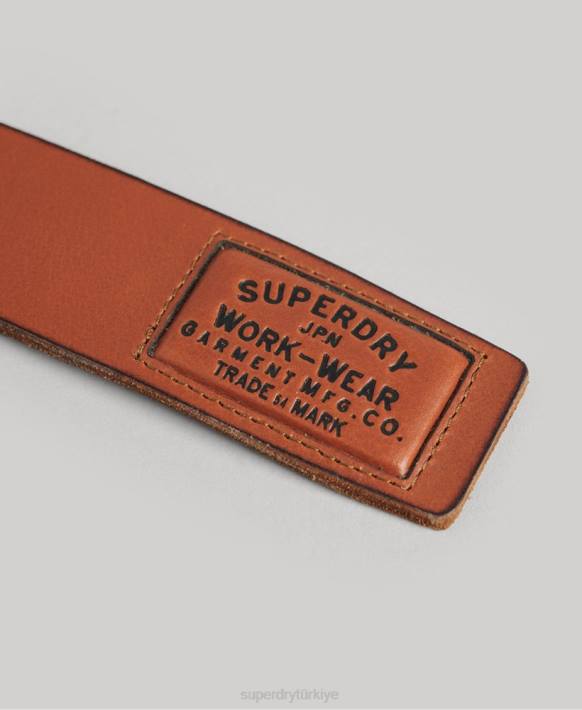 SUPERDRY
JPN
WORK-WEAR
GARMENT MFG.CO.
TRADE MARK
superdrytürkiye